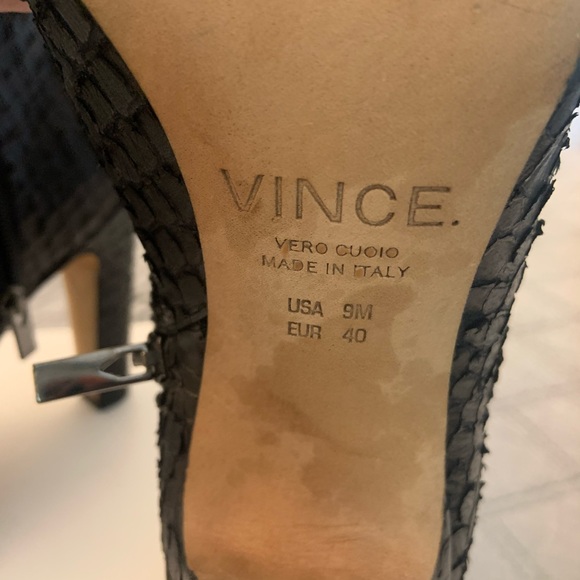 VINCE.
VERO CUOIO
MADE IN ITALY
USA 9M
EUR 40